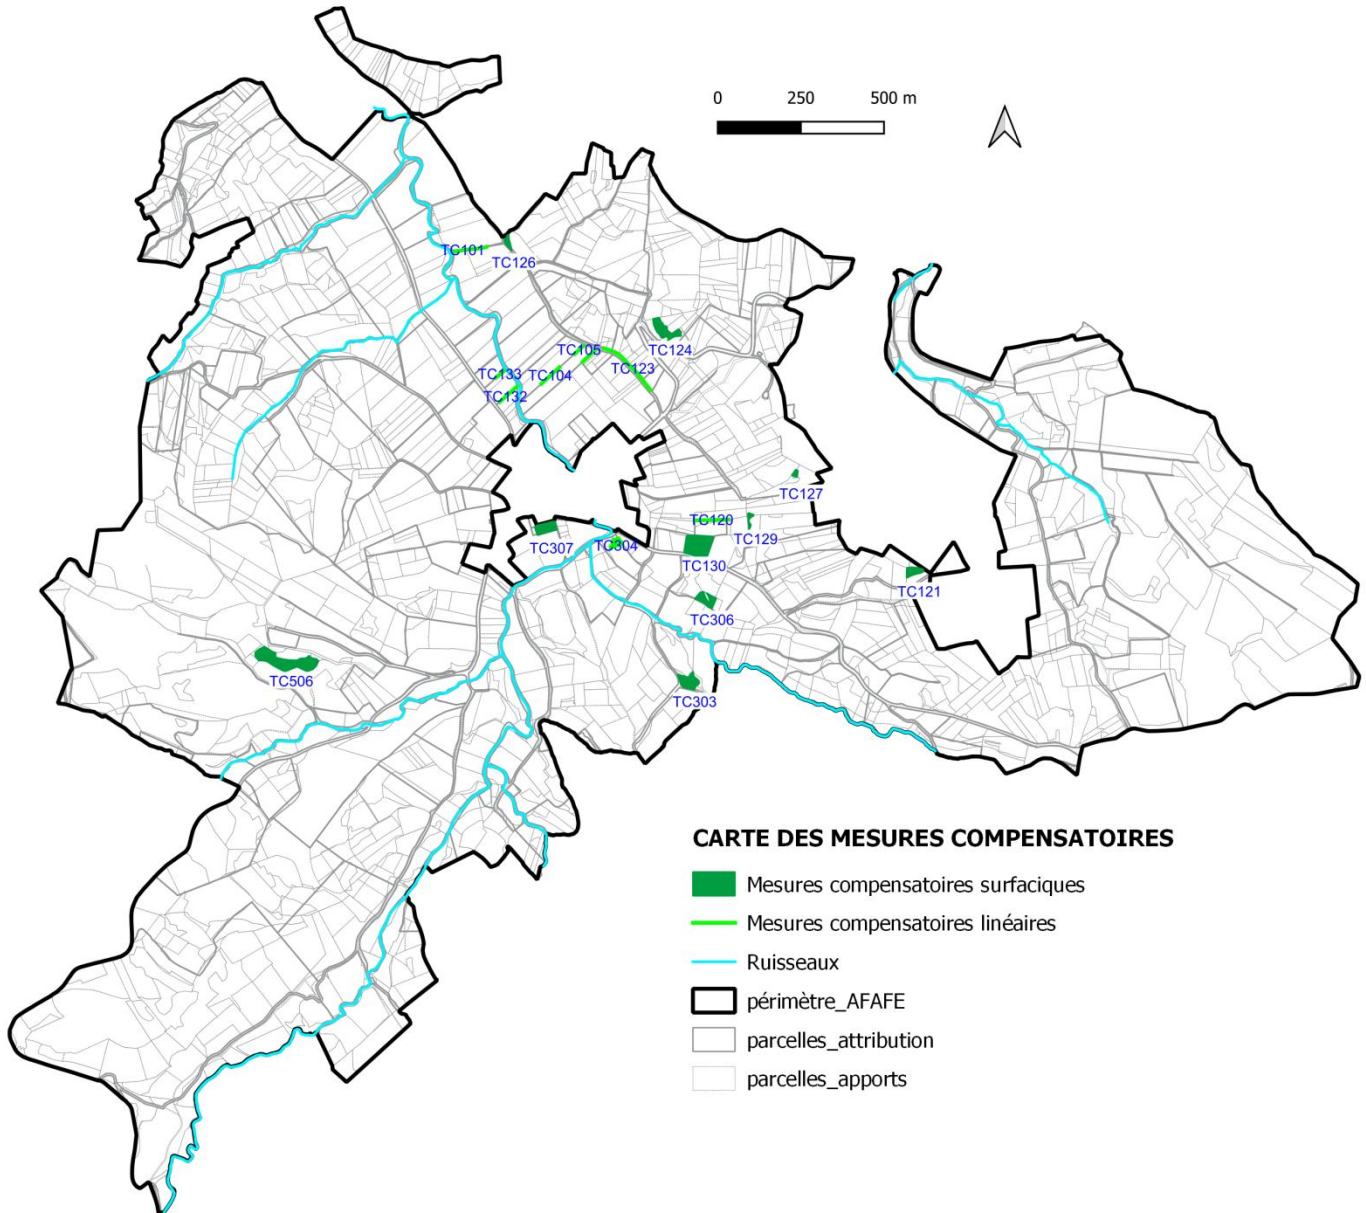 0 250 500 m
TC101
TC126
TC105
TC124
TC133
TC104
TC123
TC132
TC127
TC120
TC307
TC304
TC129
TC130
TC121
TC306
TC506
TC303
CARTE DES MESURES COMPENSATOIRES
Mesures compensatoires surfaciques
Mesures compensatoires linéaires
Ruisseaux
périmètre_AFAFE
parcelles_attribution
parcelles_apports